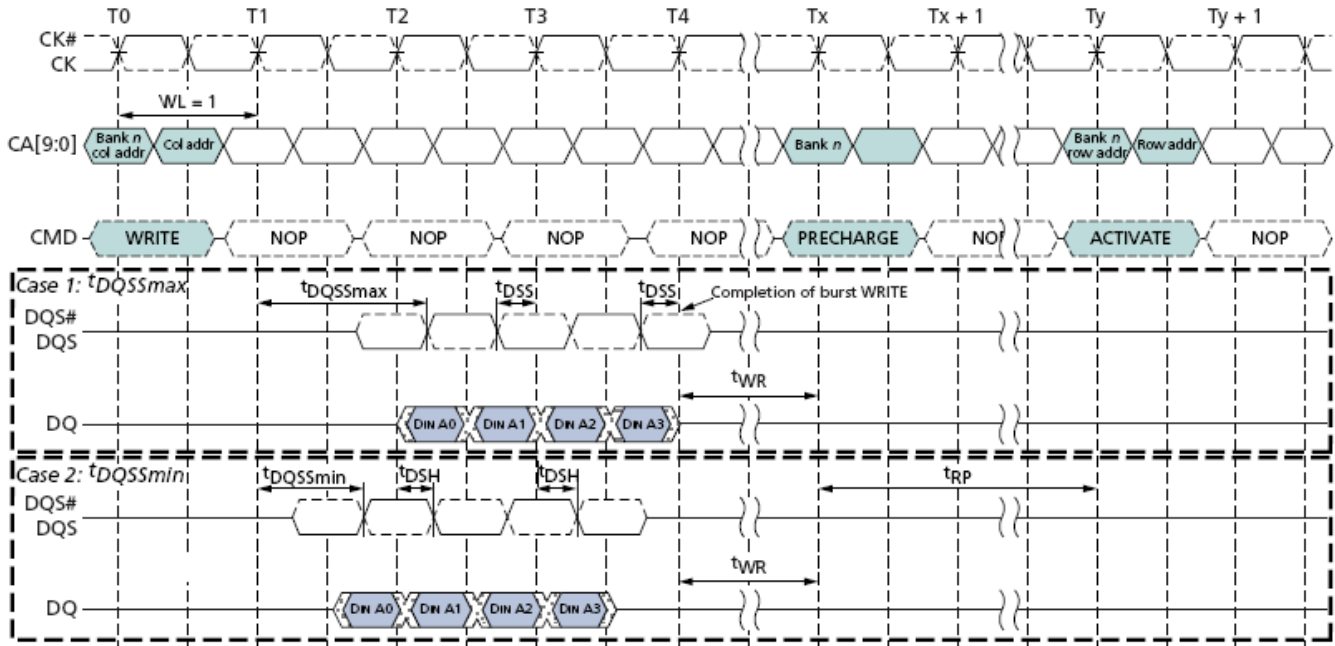 T0 T1 T2 T3 T4 Tx Tx + 1 Ty Ty + 1
CK#
CK
WL = 1
CA[9:0] Bank n col addr Col addr Bank n Bank n row addr Row addr
CMD WRITE NOP NOP NOP NOP PRECHARGE NOP ACTIVATE NOP
Case 1: tDQSSmax
tDQSSmax tDSS tDSS Completion of burst WRITE
DQS#
DQS
tWR
DQ DIN A0 DIN A1 DIN A2 DIN A3
Case 2: tDQSSmin
tDQSSmin tDSH tDSH tRP
DQS#
DQS
tWR
DQ DIN A0 DIN A1 DIN A2 DIN A3